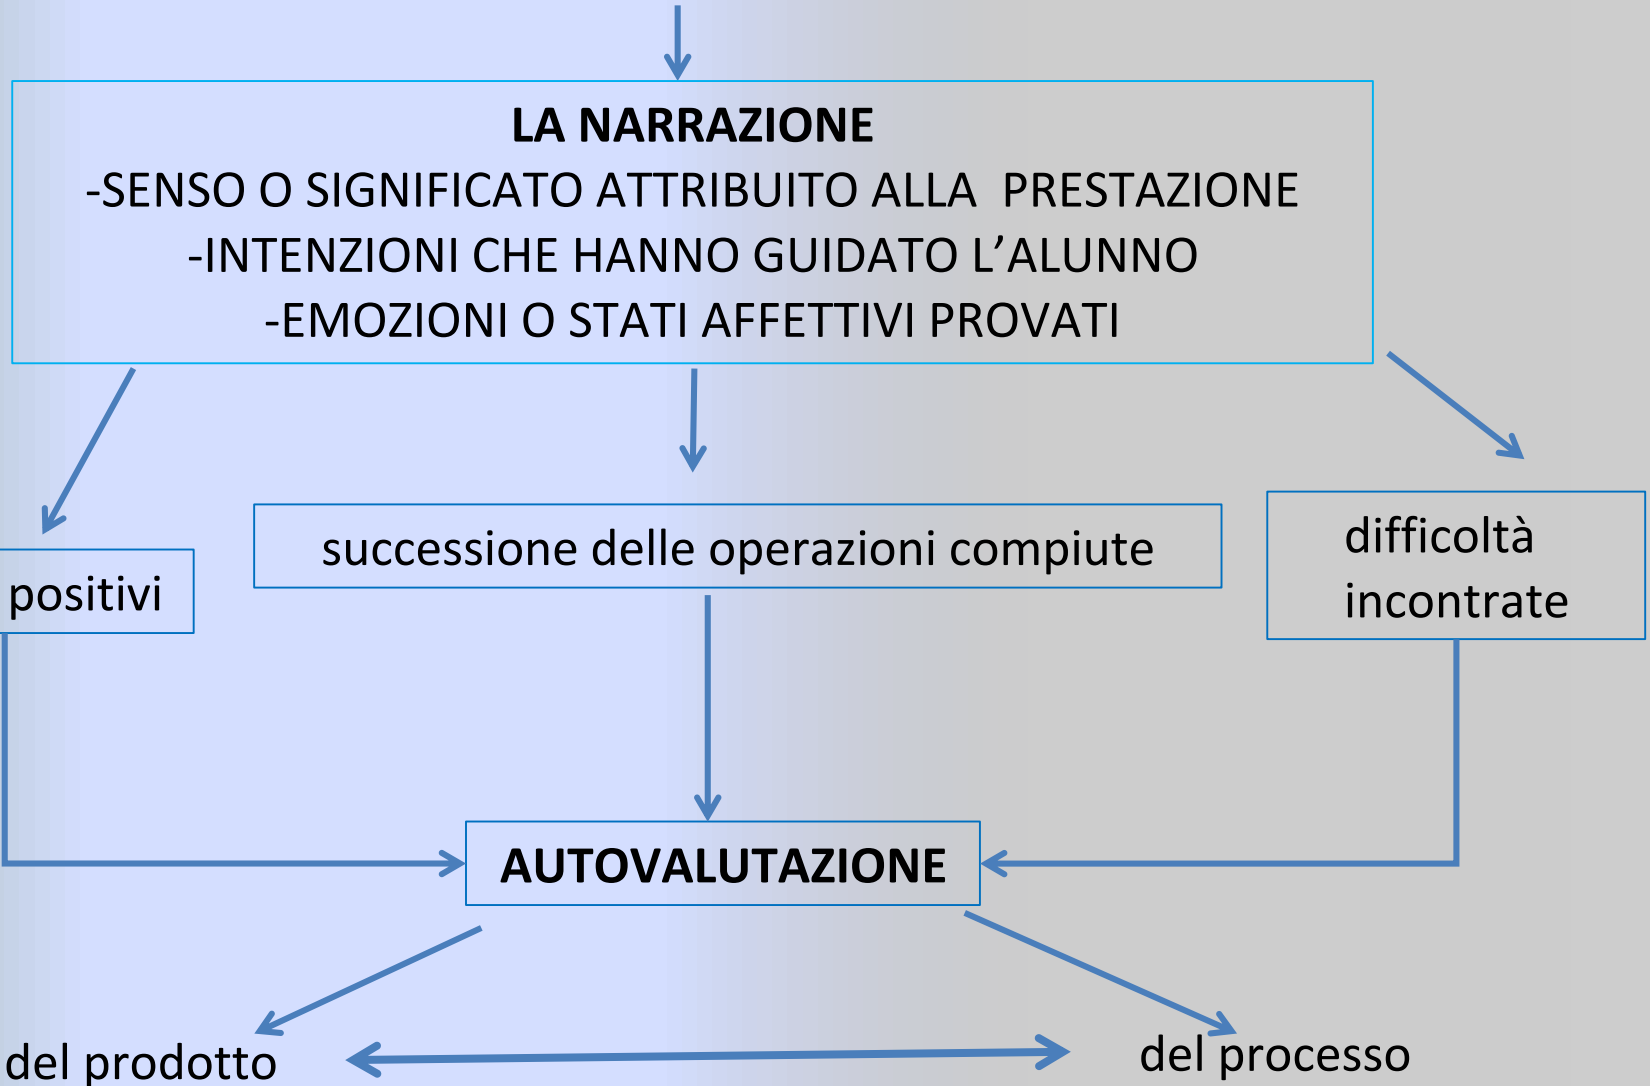 LA NARRAZIONE
-SENSO O SIGNIFICATO ATTRIBUITO ALLA PRESTAZIONE
-INTENZIONI CHE HANNO GUIDATO L’ALUNNO
-EMOZIONI O STATI AFFETTIVI PROVATI
positivi
successione delle operazioni compiute
difficoltà
incontrate
AUTOVALUTAZIONE
del prodotto
del processo